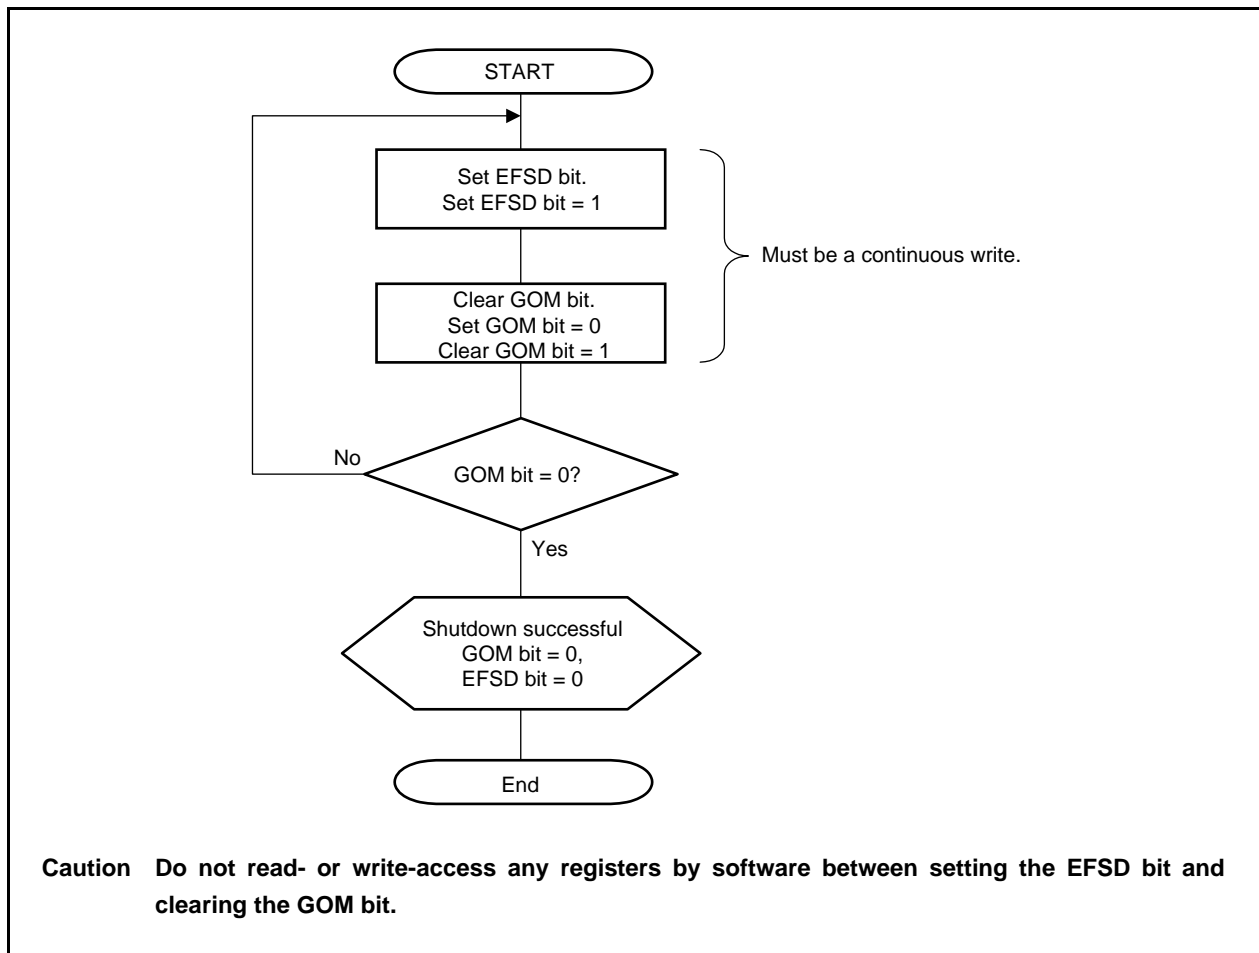 START
Set EFSD bit.
Set EFSD bit = 1
Must be a continuous write.
Clear GOM bit.
Set GOM bit = 0
Clear GOM bit = 1
No
GOM bit = 0?
Yes
Shutdown successful
GOM bit = 0,
EFSD bit = 0
End
Caution Do not read- or write-access any registers by software between setting the EFSD bit and
clearing the GOM bit.